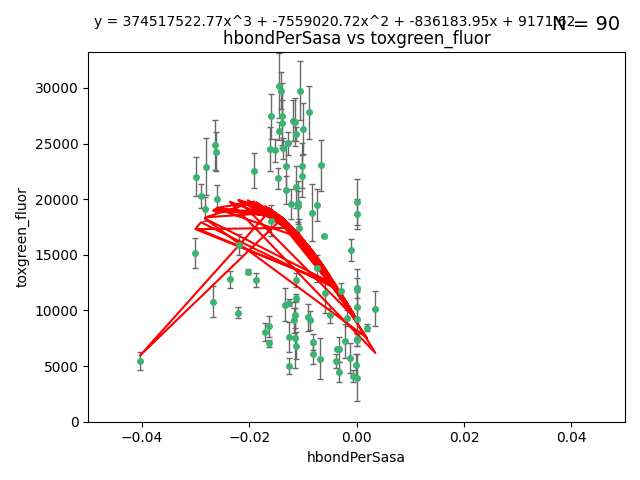 y = 374517522.77x^3 + -7559020.72x^2 + -836183.95x + 9171.62
N = 90
hbondPerSasa vs toxgreen_fluor
toxgreen_fluor
30000
25000
20000
15000
10000
5000
0
−0.04
−0.02
0.00
0.02
0.04
hbondPerSasa